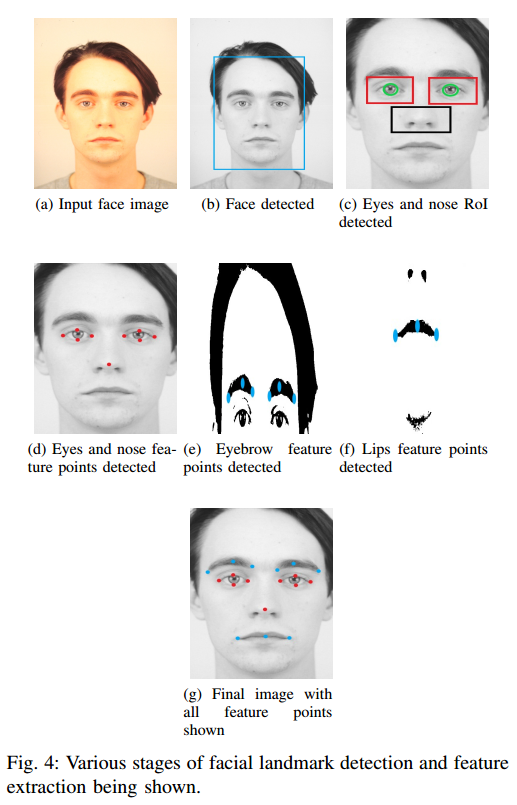 (a) Input face image
(b) Face detected
(c) Eyes and nose RoI
detected
(d) Eyes and nose fea-
ture points detected
(e) Eyebrow feature
points detected
(f) Lips feature points
detected
(g) Final image with
all feature points
shown
Fig. 4: Various stages of facial landmark detection and feature
extraction being shown.